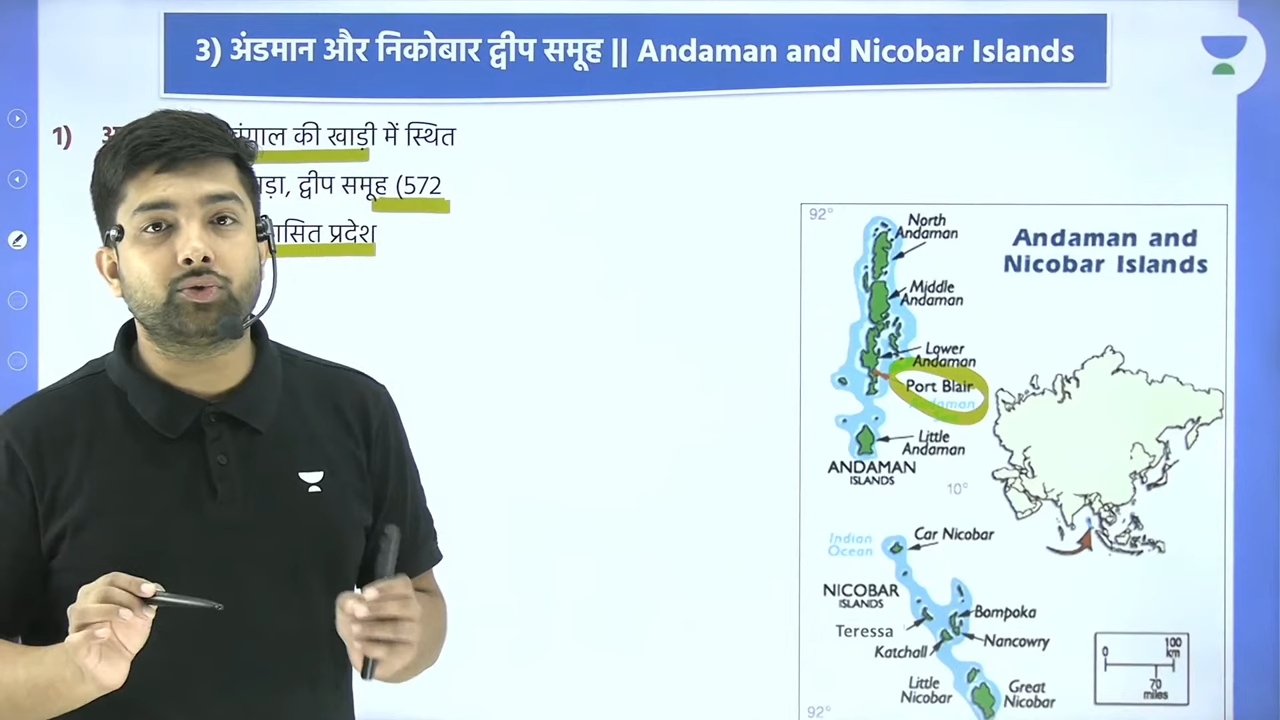 3) अंडमान और निकोबार द्वीप समूह || Andaman and Nicobar Islands
1)
की खाड़ी में स्थित
द्वीप समूह (572
प्रदेश
92°
North
Andaman
Andaman and
Nicobar Islands
Middle
Andaman
Lower
Andaman
Port Blair
Andaman
Little
Andaman
ANDAMAN
ISLANDS
10°
Indian
Ocean
Car Nicobar
NICOBAR
ISLANDS
Bompoka
Teressa
Nancowry
Katchall
0 100
km
70
miles
Little
Nicobar
Great
Nicobar
92°